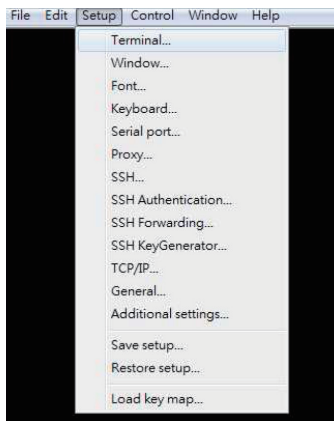 File Edit Setup Control Window Help
Terminal...
Window...
Font...
Keyboard...
Serial port...
Proxy...
SSH...
SSH Authentication...
SSH Forwarding...
SSH KeyGenerator...
TCP/IP...
General...
Additional settings...
Save setup...
Restore setup...
Load key map...